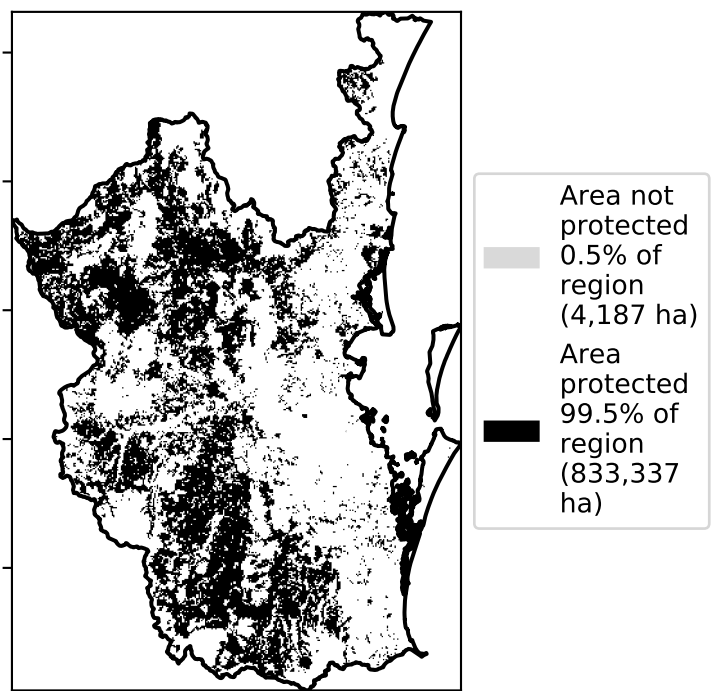 Area not
protected
0.5% of
region
(4,187 ha)
Area
protected
99.5% of
region
(833,337
ha)